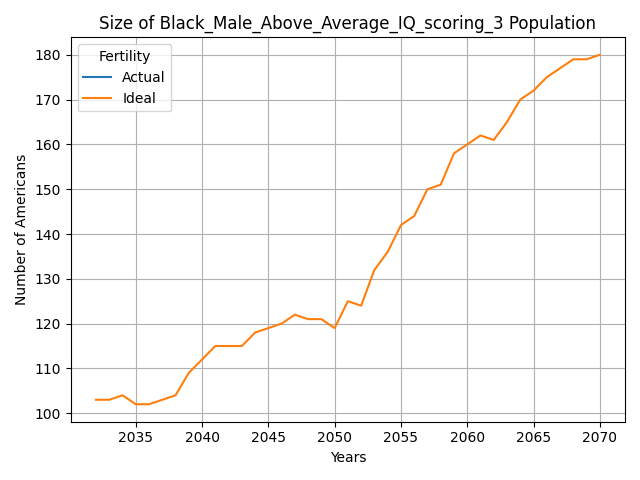 Size of Black_Male_Above_Average_IQ_scoring_3 Population
Fertility
Actual
Ideal
180
170
160
150
140
130
120
110
100
Number of Americans
2035 2040 2045 2050 2055 2060 2065 2070
Years